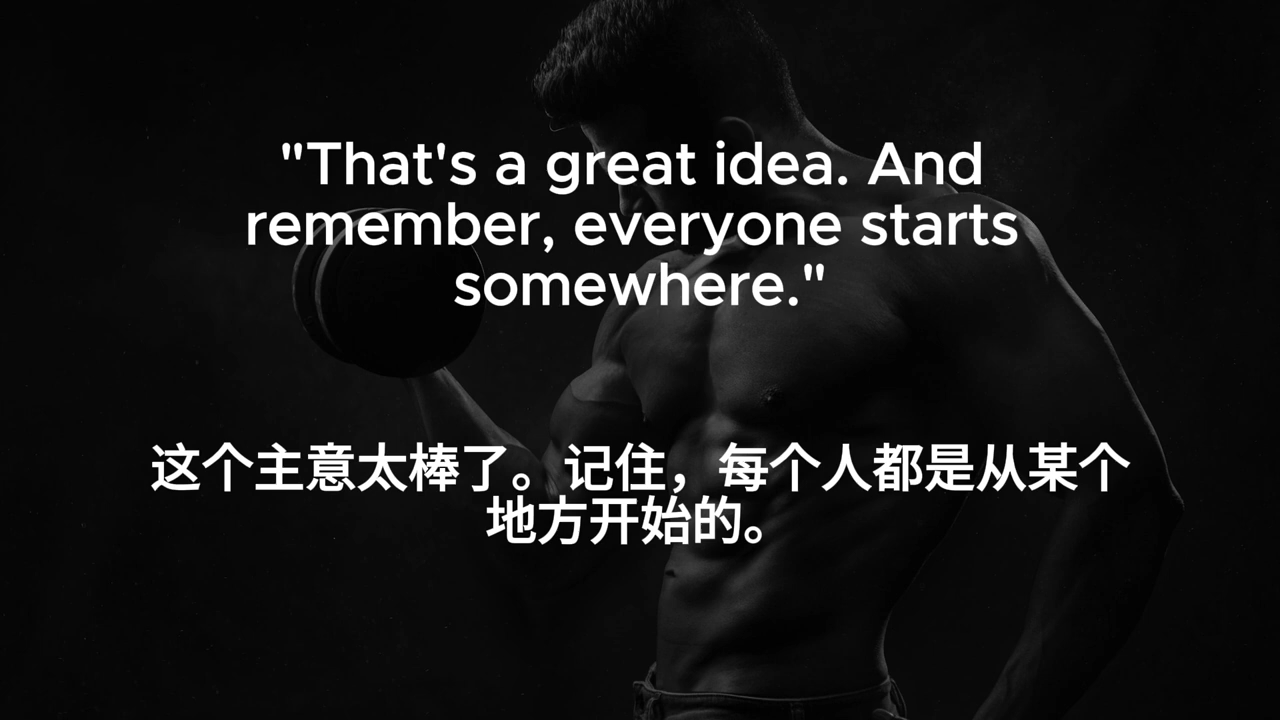 "That's a great idea. And
remember, everyone starts
somewhere."
这个主意太棒了。记住，每个人都是从某个
地方开始的。